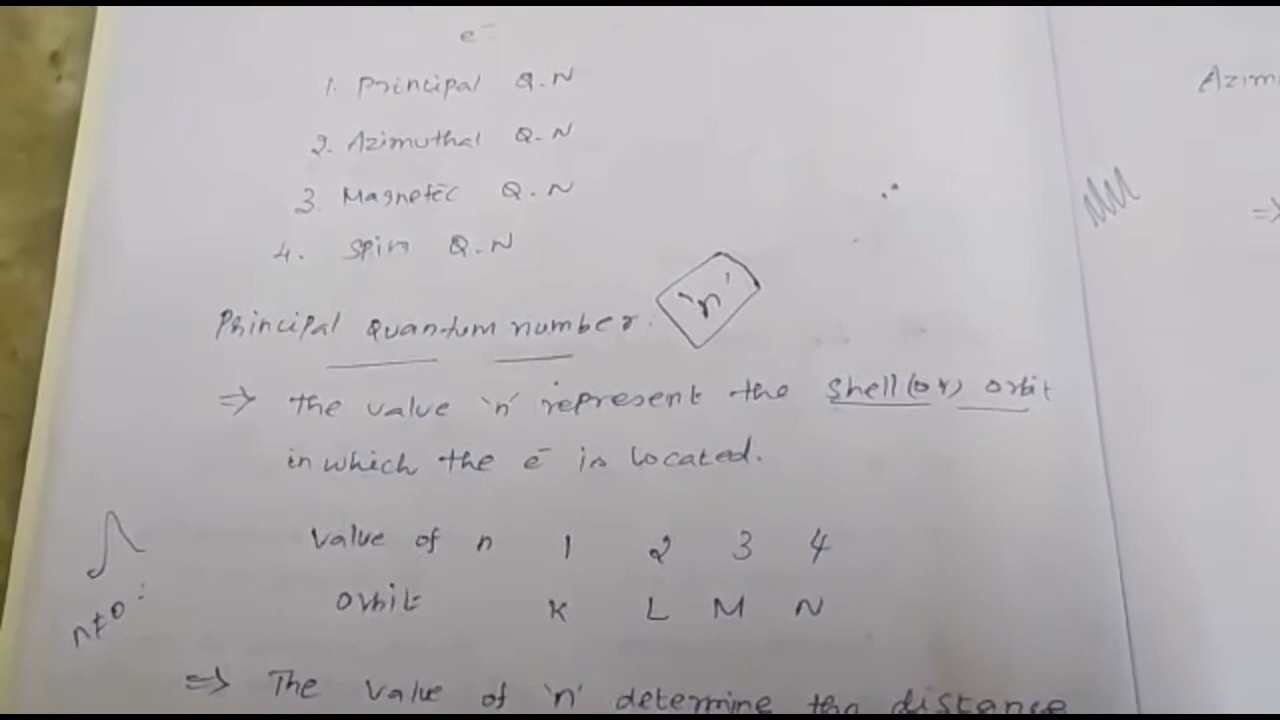 e⁻
1. Principal Q.N
2. Azimuthal Q.N
3. Magnetic Q.N
4. Spin Q.N
Principal quantum number. 'n'
⇒ the value 'n' represent the shell (or) orbit
in which the e⁻ is located.
Value of n 1 2 3 4
Orbit K L M N
n≠0
⇒ The value of 'n' determine the distance
Azim
⇒